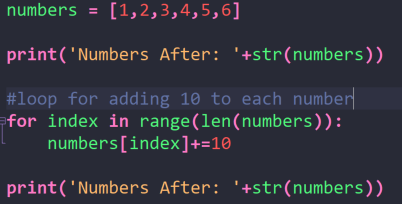 numbers = [1,2,3,4,5,6]
print('Numbers After: '+str(numbers))
#loop for adding 10 to each number
for index in range(len(numbers)):
    numbers[index]+=10
print('Numbers After: '+str(numbers))